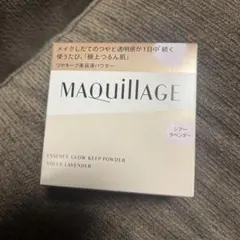 メイクしたてのつやと透明感が1日中*続く
使うたび、「極上つるん肌」
つやキープ美容液パウダー
MAQuillAGE
シアー
ラベンダー
ESSENCE GLOW KEEP POWDER
SHEER LAVENDER